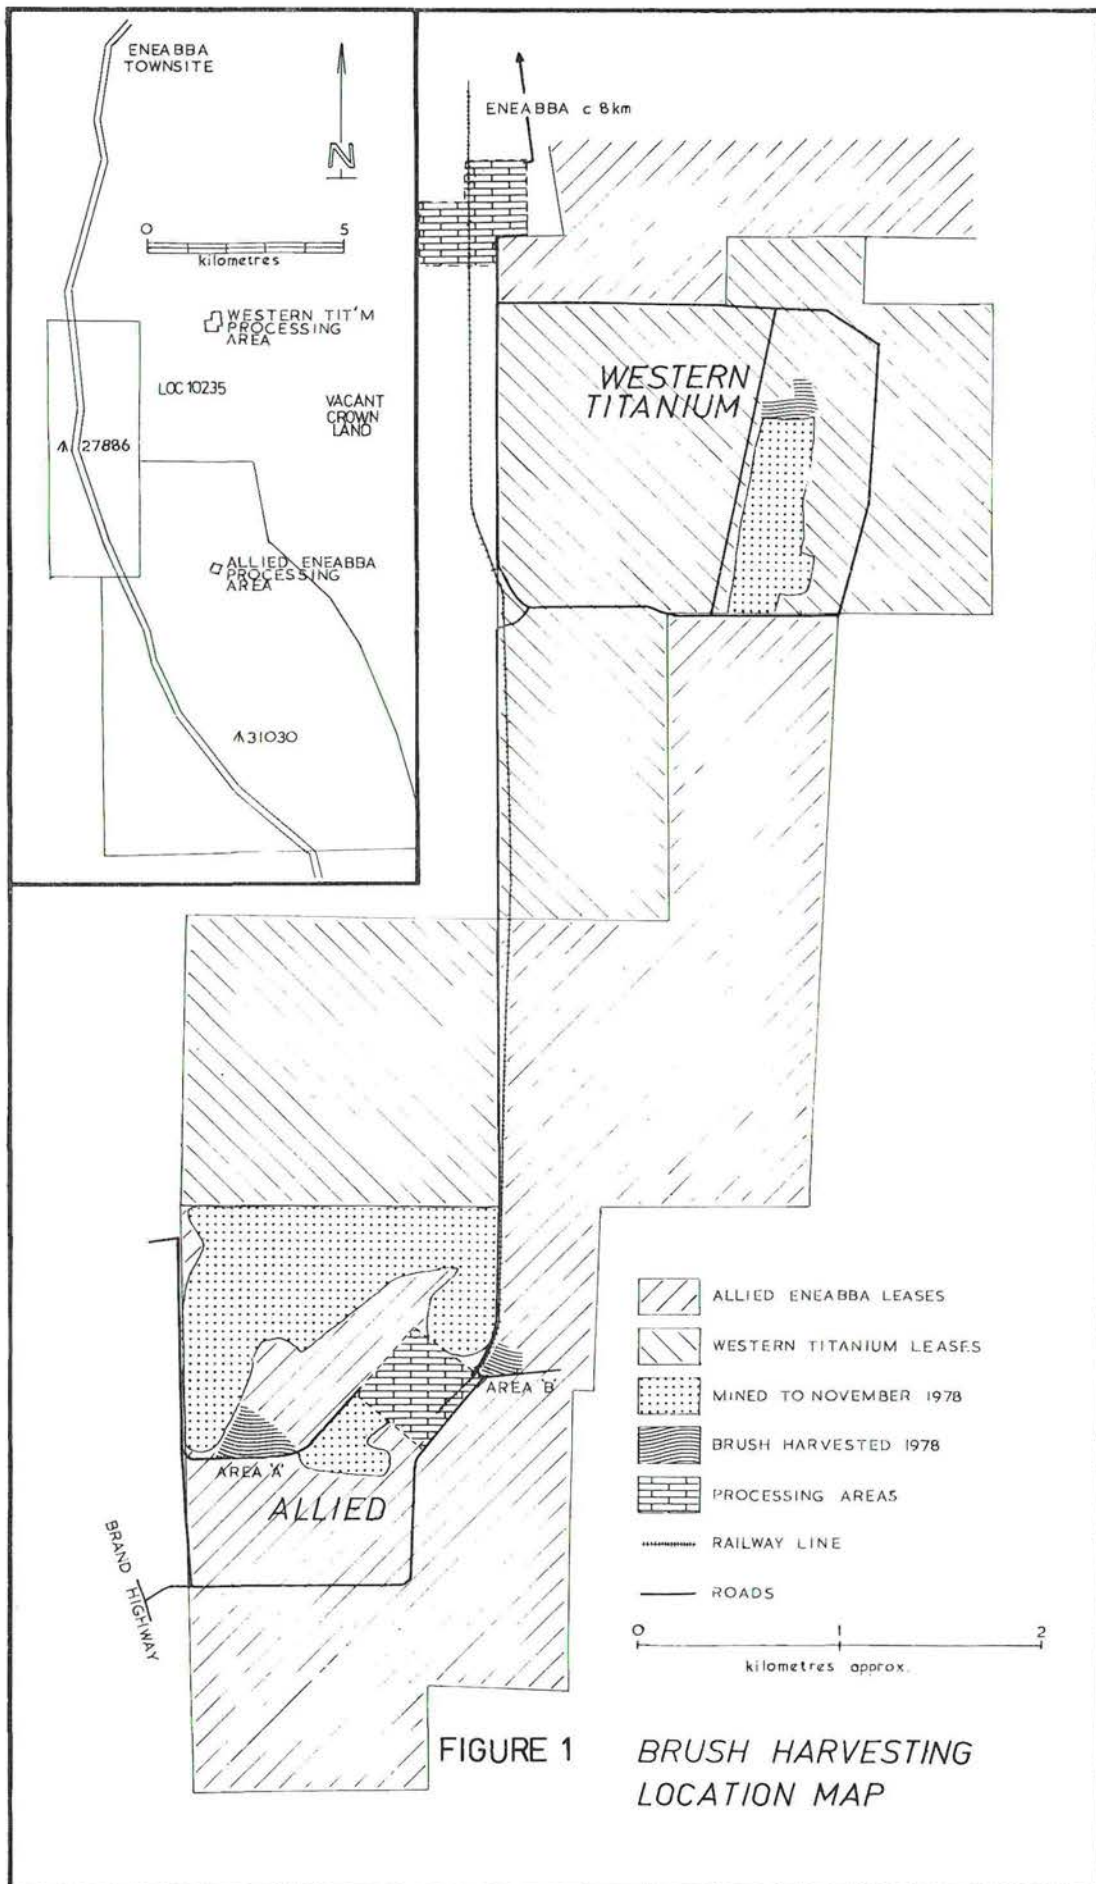 ENEABBA
TOWNSITE
N
0 5
kilometres
WESTERN TIT'M
PROCESSING
AREA
LOC 10235
VACANT
CROWN
LAND
27886
ALLIED ENEABBA
PROCESSING
AREA
31030
ENEABBA c 8km
WESTERN
TITANIUM
ALLIED ENEABBA LEASES
WESTERN TITANIUM LEASES
MINED TO NOVEMBER 1978
BRUSH HARVESTED 1978
PROCESSING AREAS
RAILWAY LINE
ROADS
0 1 2
kilometres approx.
AREA 'B'
AREA 'A'
ALLIED
BRAND
HIGHWAY
FIGURE 1
BRUSH HARVESTING
LOCATION MAP